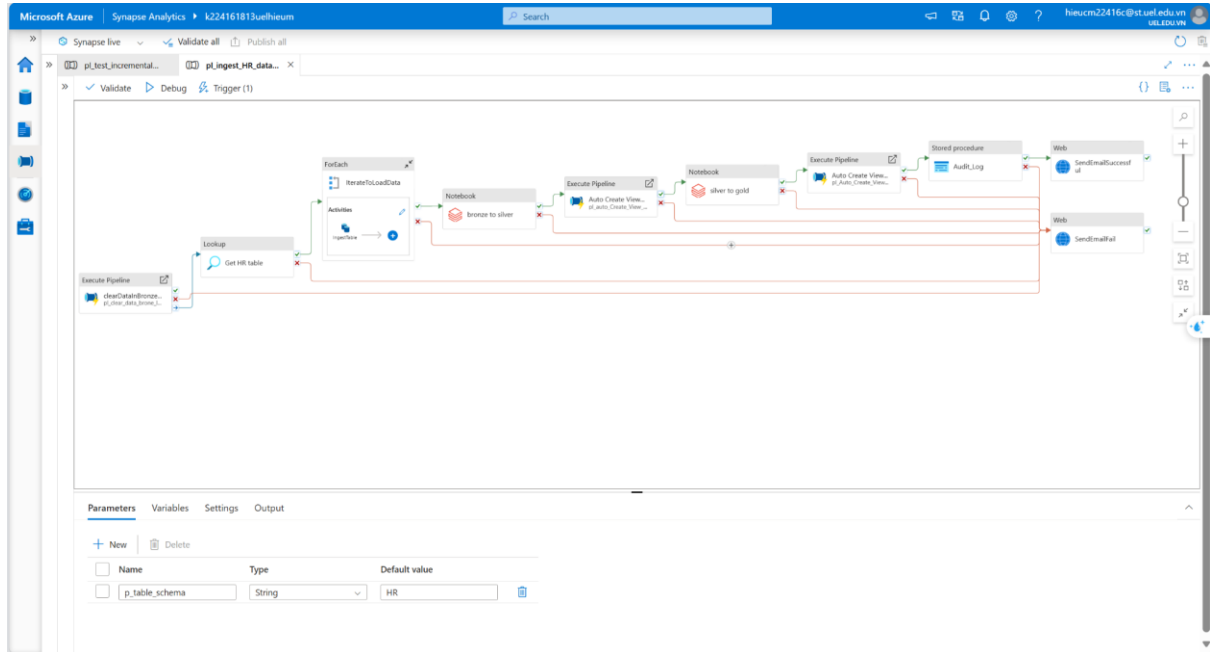 Microsoft Azure Synapse Analytics k224161813uelhieum Search hieucm22416c@st.uel.edu.vn
UEL.EDU.VN
Synapse live Validate all Publish all
pl_test_incremental... pl_ingest_HR_data...
Validate Debug Trigger (1)
Execute Pipeline
clearDataInBronze...
pl_clear_data_brone_l...
Lookup
Get HR table
ForEach
IterateToLoadData
Activities
ingestTable
Notebook
bronze to silver
Execute Pipeline
Auto Create View...
pl_auto_Create_View_...
Notebook
silver to gold
Execute Pipeline
Auto Create View...
pl_Auto_Create_View...
Stored procedure
Audit_Log
Web
SendEmailSuccessf
ul
Web
SendEmailFail
Parameters Variables Settings Output
New Delete
Name Type Default value
p_table_schema String HR